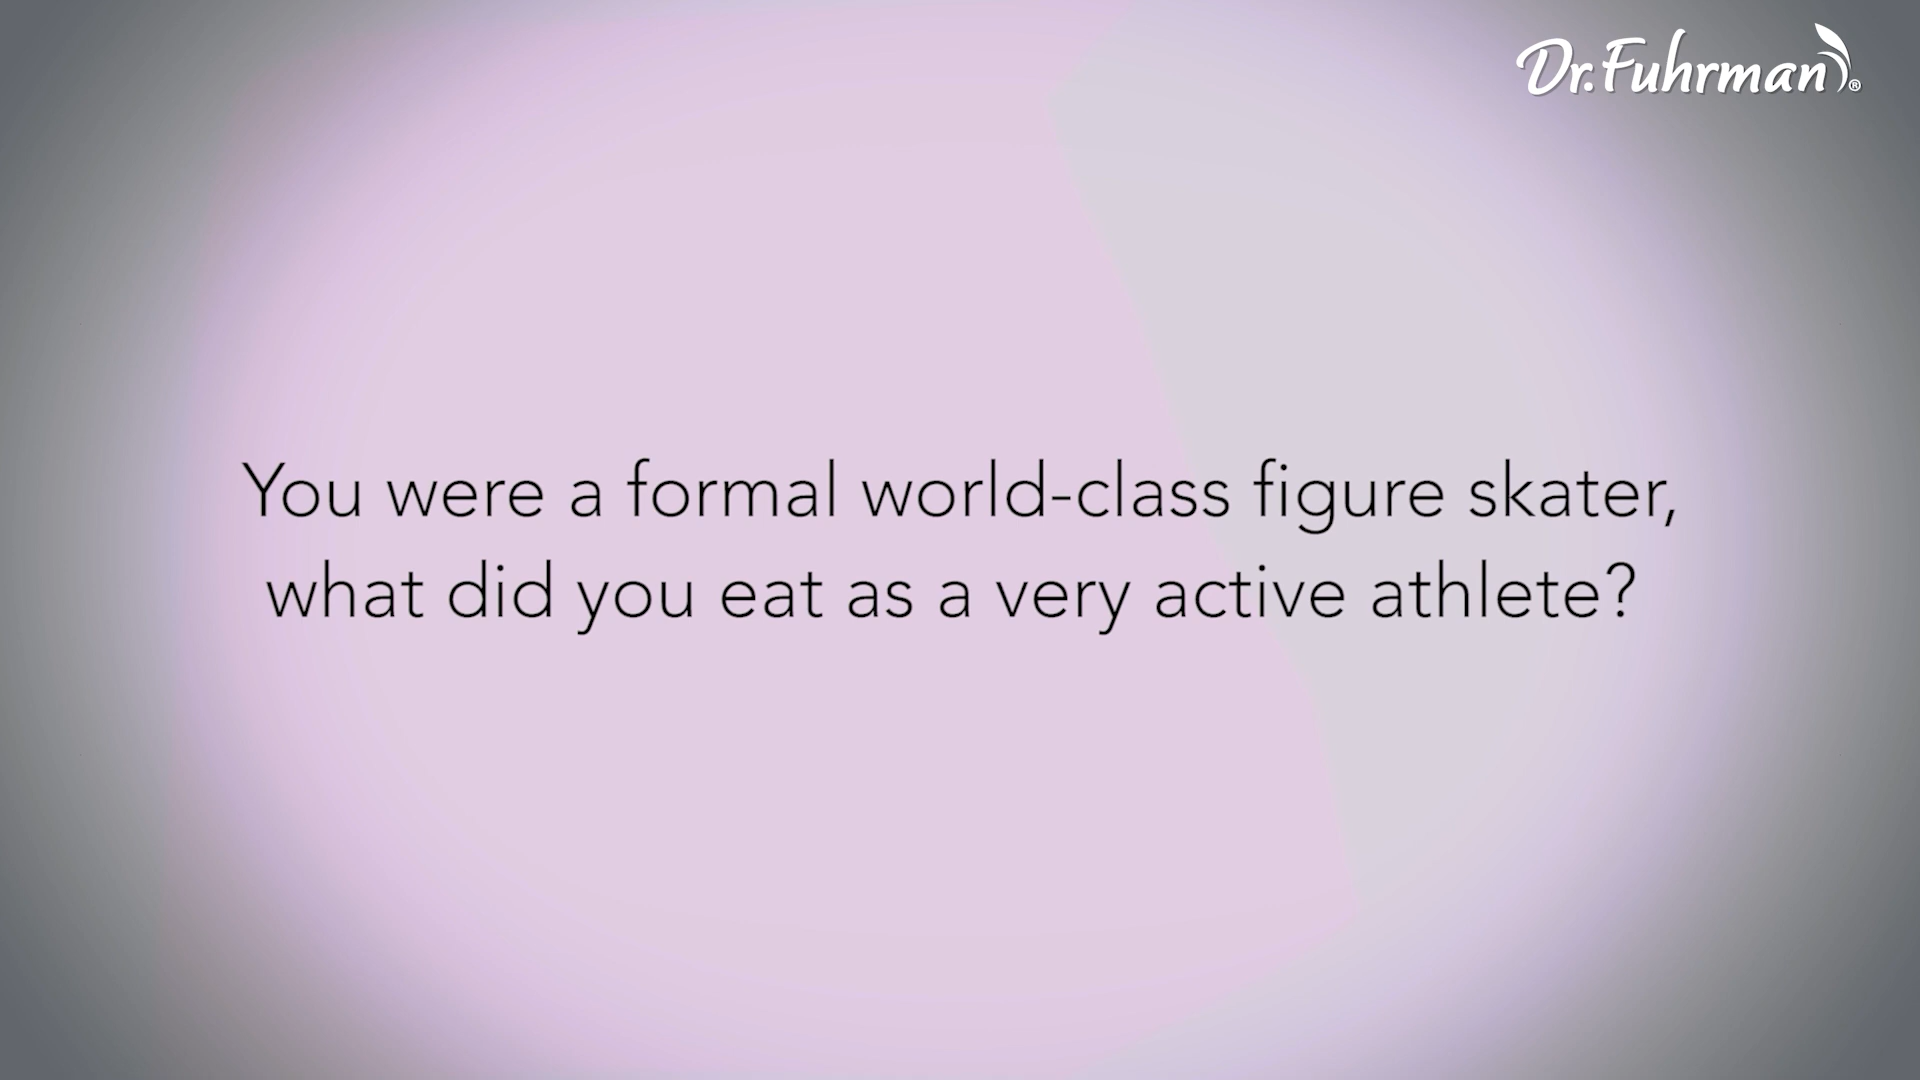 Dr. Fuhrman®
You were a formal world-class figure skater,
what did you eat as a very active athlete?